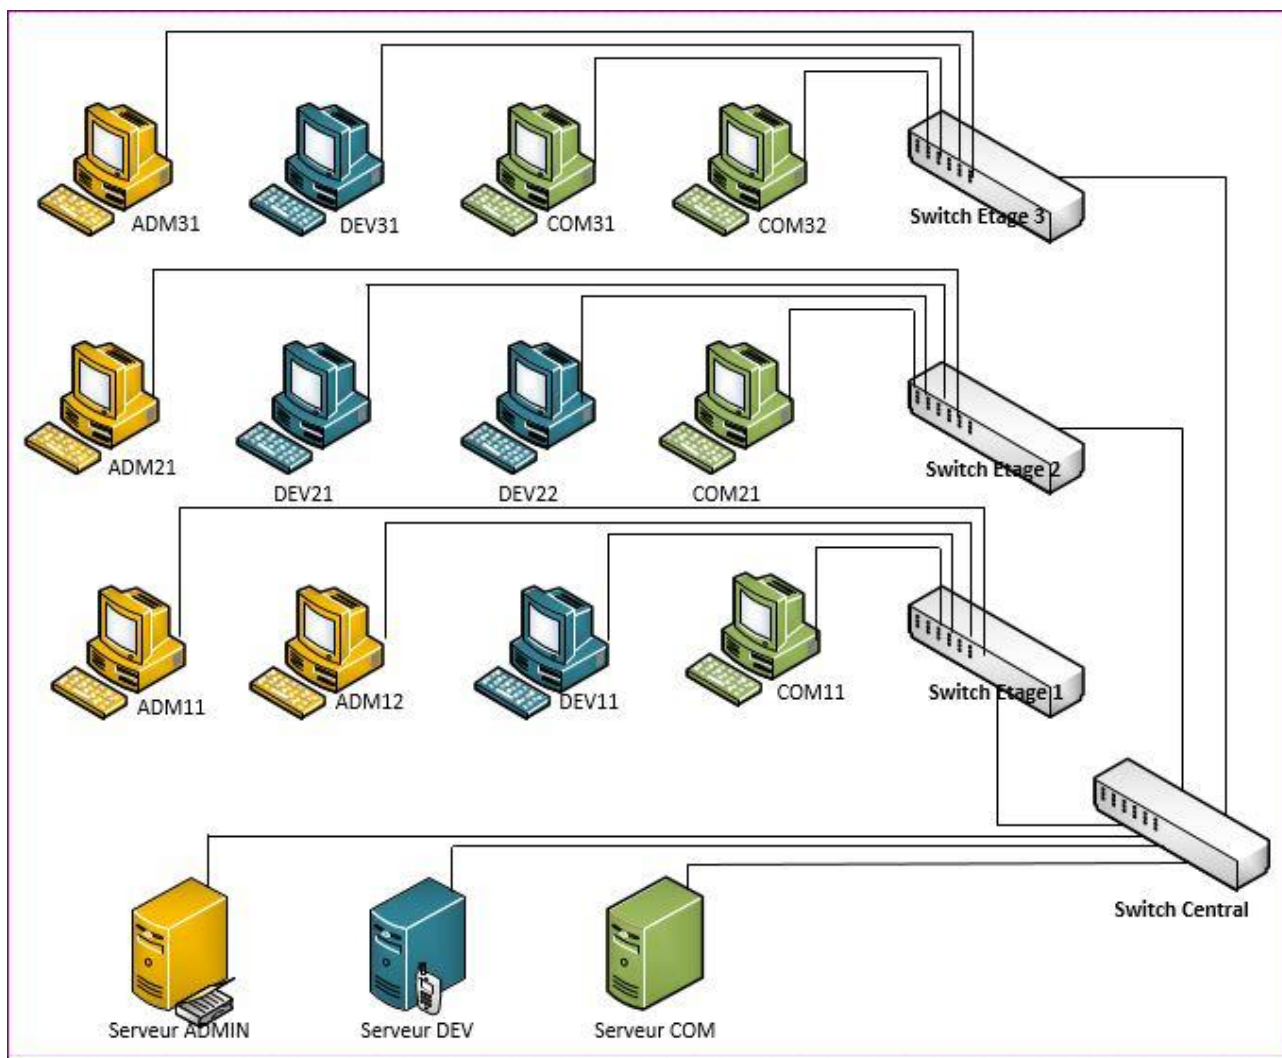 ADM31
DEV31
COM31
COM32
Switch Etage 3
ADM21
DEV21
DEV22
COM21
Switch Etage 2
ADM11
ADM12
DEV11
COM11
Switch Etage 1
Switch Central
Serveur ADMIN
Serveur DEV
Serveur COM